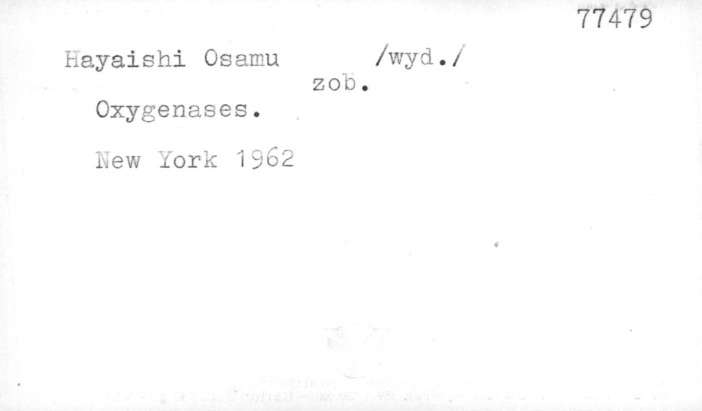 77479
Hayaishi Osamu /wyd./
zob.
Oxygenases.
New York 1962